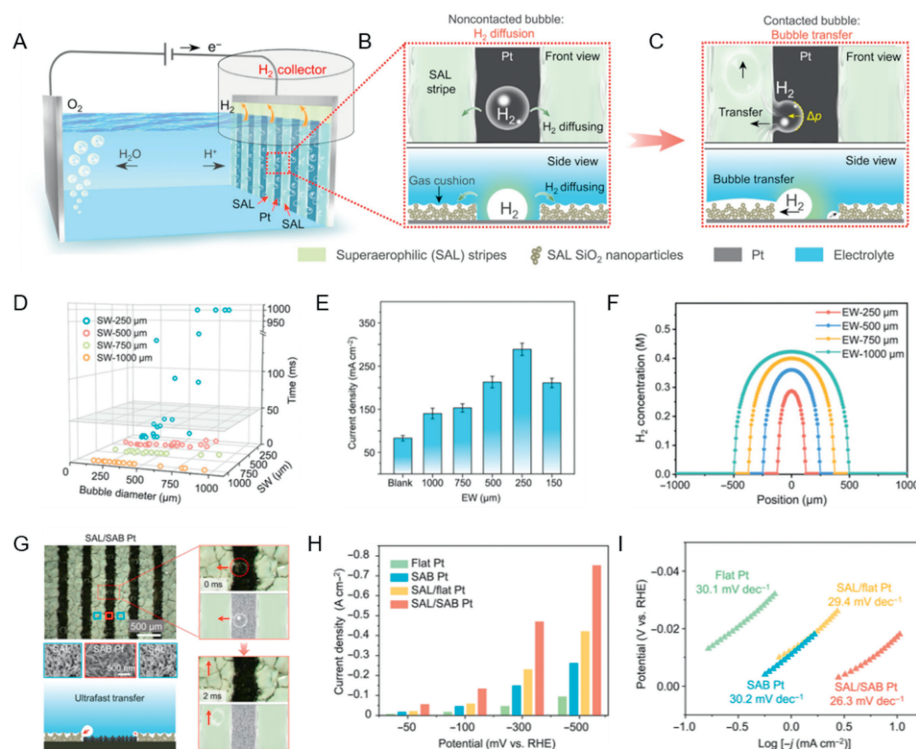 A
e⁻
H₂ collector
O₂
H₂
H₂O
H⁺
SAL
Pt
SAL
B
Noncontacted bubble:
H₂ diffusion
SAL
stripe
Pt
Front view
H₂
H₂ diffusing
Side view
Gas cushion
H₂ diffusing
H₂
C
Contacted bubble:
Bubble transfer
Pt
Front view
H₂
Transfer
Δp
Side view
Bubble transfer
H₂
Superaerophilic (SAL) stripes
SAL SiO₂ nanoparticles
Pt
Electrolyte
D
SW-250 µm
SW-500 µm
SW-750 µm
SW-1000 µm
1000
950
100
50
0
Time (ms)
0
250
500
750
1000
Bubble diameter (µm)
250
500
750
1000
SW (µm)
E
Current density (mA cm⁻²)
350
250
150
50
Blank
1000
750
500
250
150
EW (µm)
F
H₂ concentration (M)
0.6
0.5
0.4
0.3
0.2
0.1
0.0
EW-250 µm
EW-500 µm
EW-750 µm
EW-1000 µm
−1000
−500
0
500
1000
Position (µm)
G
SAL/SAB Pt
500 µm
SAL
SAB Pt
SAL
Ultrafast transfer
0 ms
2 ms
H
Current density (A cm⁻²)
−0.8
−0.7
−0.6
−0.5
−0.4
−0.3
−0.2
−0.1
−0
Flat Pt
SAB Pt
SAL/flat Pt
SAL/SAB Pt
−50
−100
−300
−500
Potential (mV vs. RHE)
I
Potential (V vs. RHE)
−0.04
−0.02
0.00
Flat Pt
30.1 mV dec⁻¹
SAL/flat Pt
29.4 mV dec⁻¹
SAB Pt
30.2 mV dec⁻¹
SAL/SAB Pt
26.3 mV dec⁻¹
−1.0
−0.5
0.0
0.5
1.0
Log [−j (mA cm⁻²)]